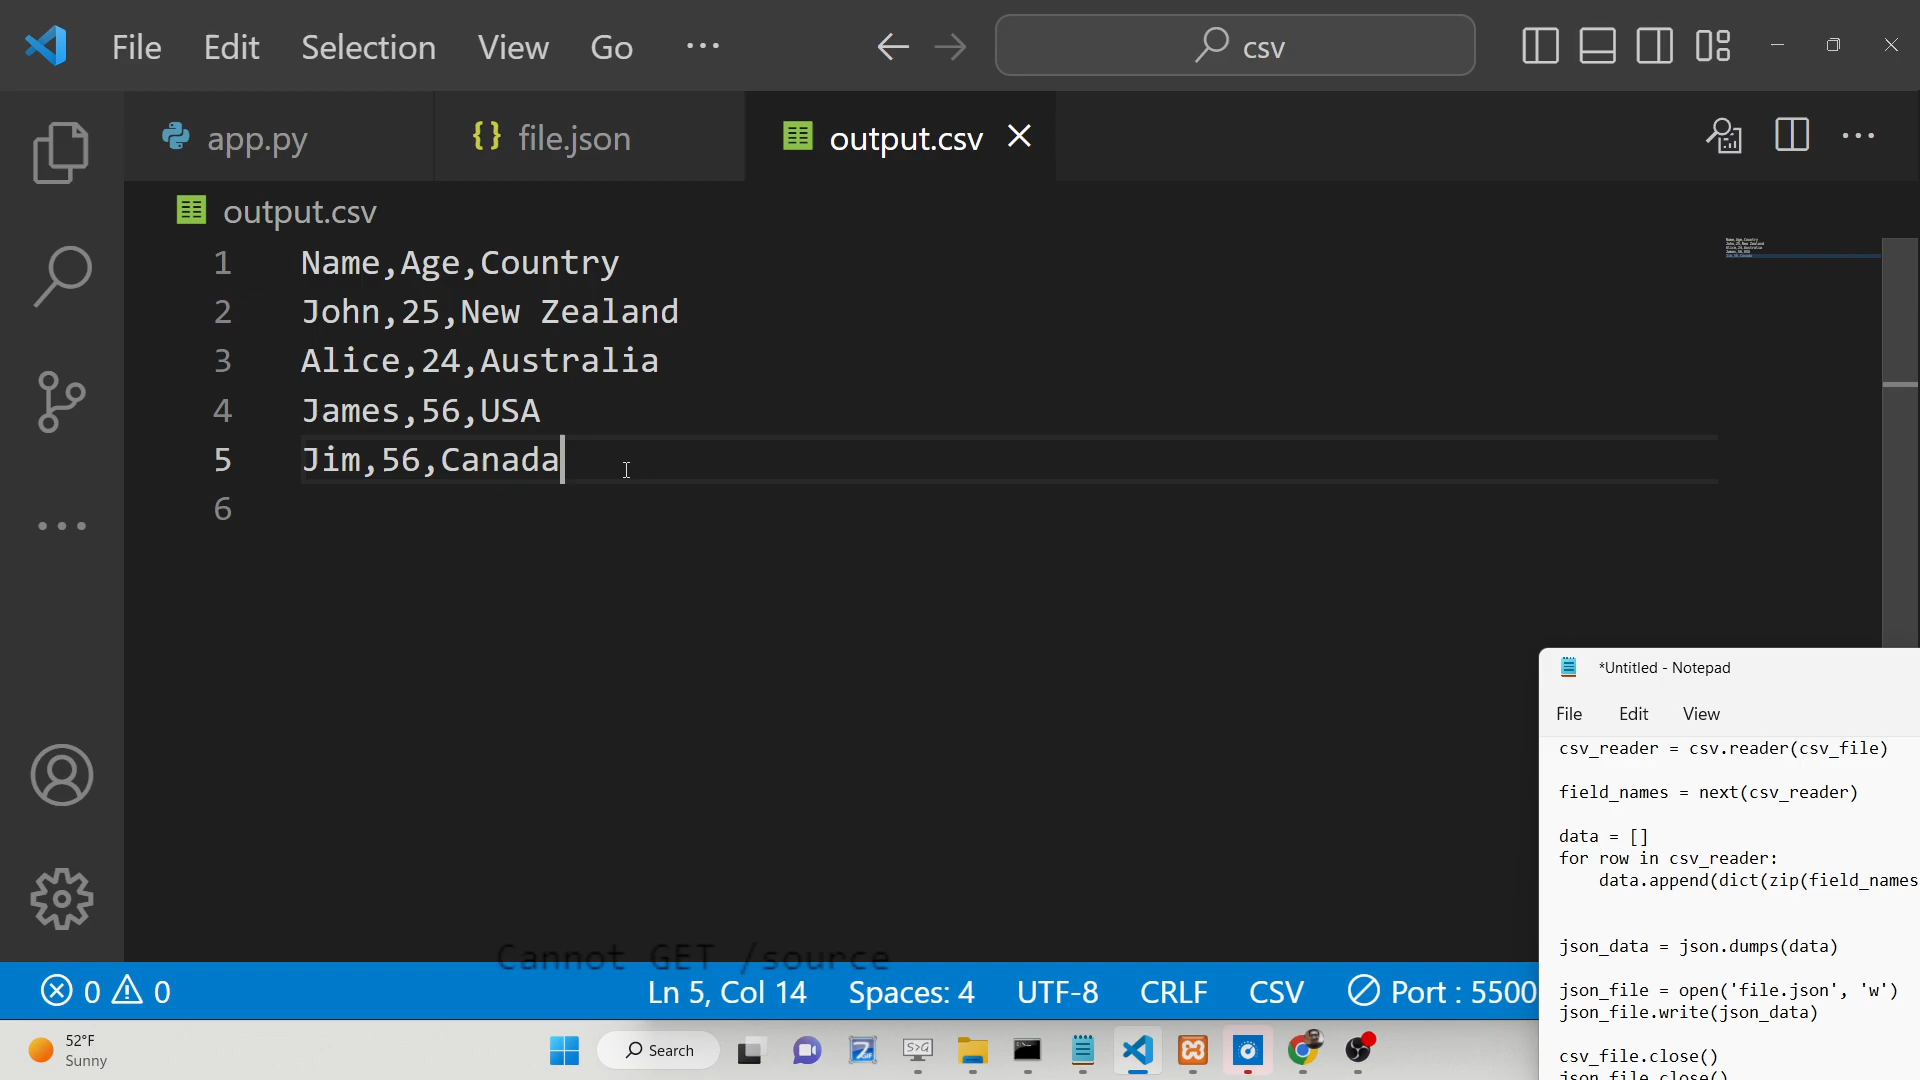 File Edit Selection View Go ... csv
app.py file.json output.csv
output.csv
1 Name,Age,Country
2 John,25,New Zealand
3 Alice,24,Australia
4 James,56,USA
5 Jim,56,Canada
6
*Untitled - Notepad
File Edit View
csv_reader = csv.reader(csv_file)
field_names = next(csv_reader)
data = []
for row in csv_reader:
data.append(dict(zip(field_names
json_data = json.dumps(data)
json_file = open('file.json', 'w')
json_file.write(json_data)
csv_file.close()
json_file.close()
Cannot GET /source
0 0 Ln 5, Col 14 Spaces: 4 UTF-8 CRLF CSV Port : 5500
52°F
Sunny
Search